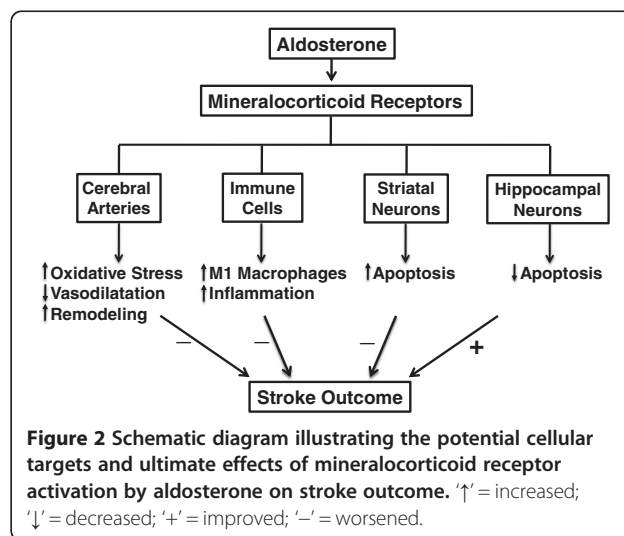 Aldosterone
Mineralocorticoid Receptors
Cerebral
Arteries
Immune
Cells
Striatal
Neurons
Hippocampal
Neurons
↑Oxidative Stress
↓Vasodilatation
↑Remodeling
↑M1 Macrophages
↑Inflammation
↑Apoptosis
↓Apoptosis
– – – +
Stroke Outcome
Figure 2 Schematic diagram illustrating the potential cellular
targets and ultimate effects of mineralocorticoid receptor
activation by aldosterone on stroke outcome. ‘↑’ = increased;
‘↓’ = decreased; ‘+’ = improved; ‘−’ = worsened.